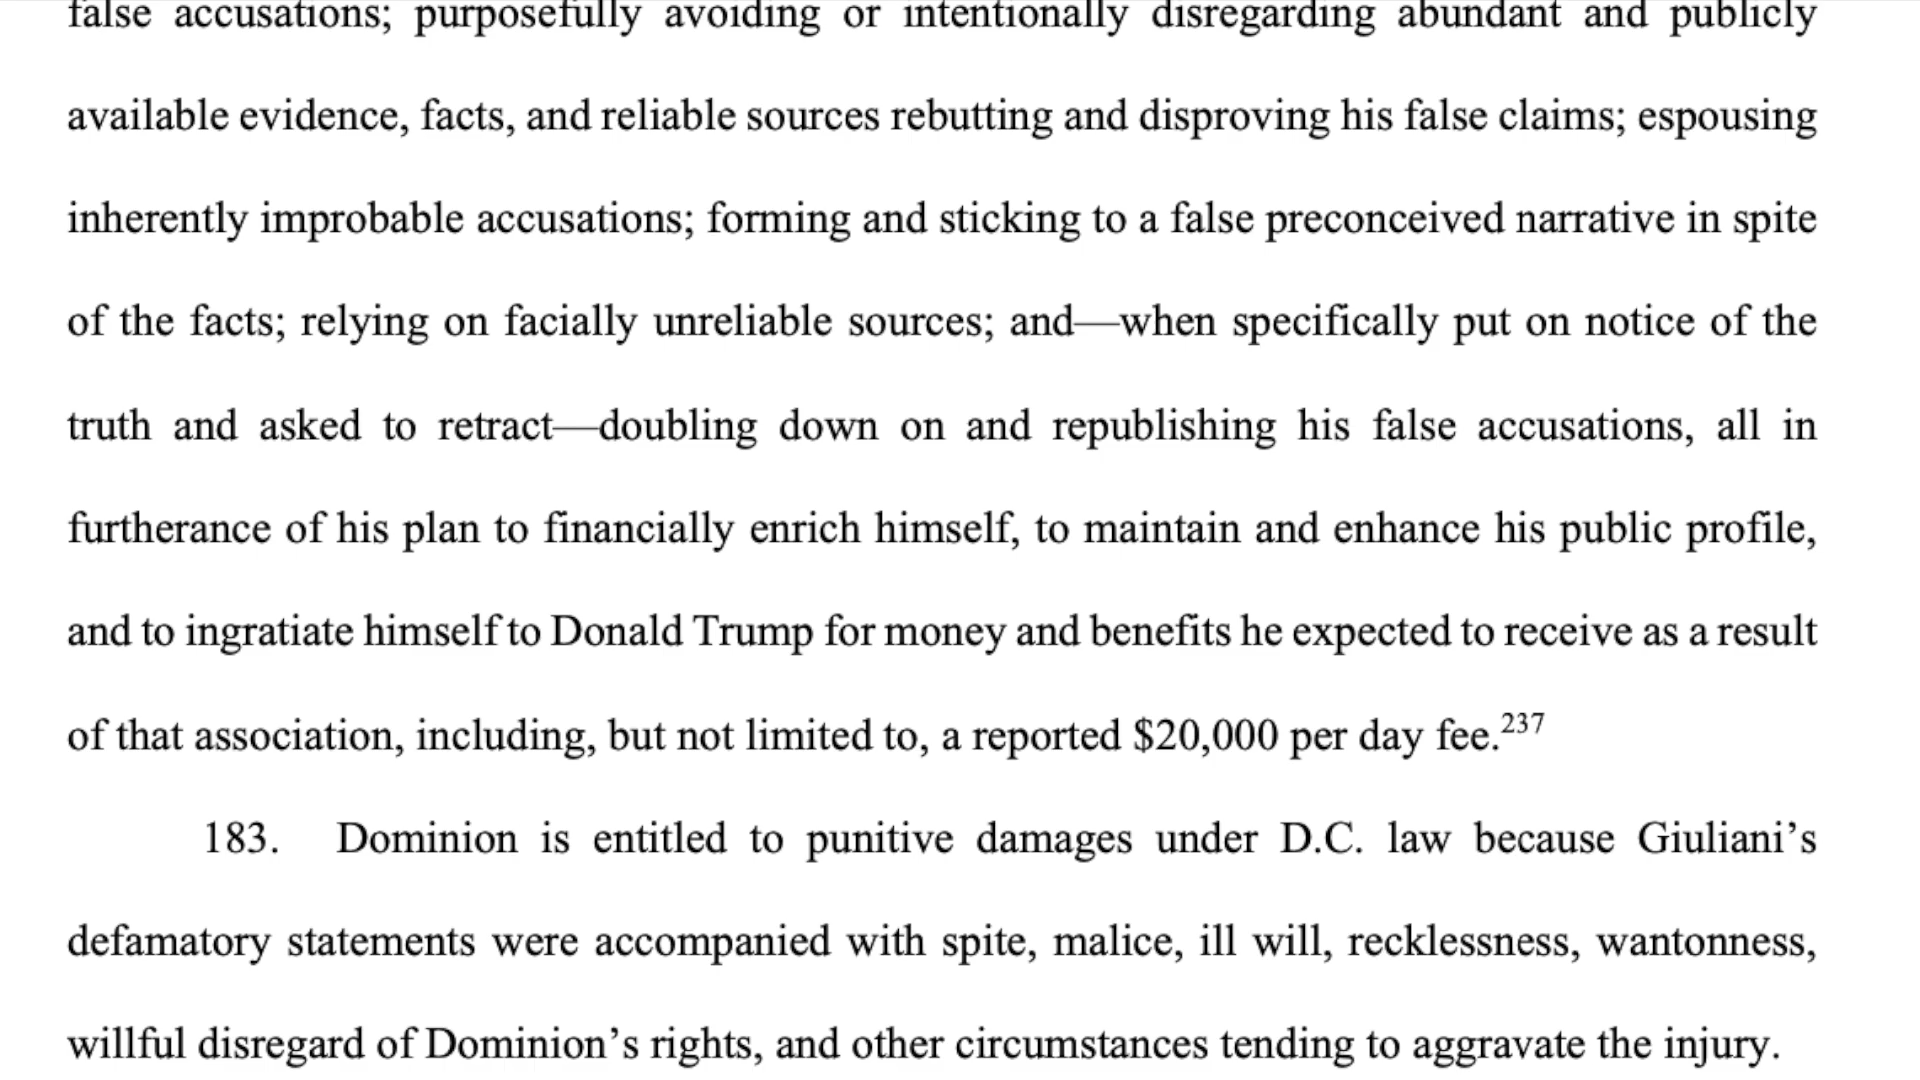 false accusations; purposefully avoiding or intentionally disregarding abundant and publicly
available evidence, facts, and reliable sources rebutting and disproving his false claims; espousing
inherently improbable accusations; forming and sticking to a false preconceived narrative in spite
of the facts; relying on facially unreliable sources; and—when specifically put on notice of the
truth and asked to retract—doubling down on and republishing his false accusations, all in
furtherance of his plan to financially enrich himself, to maintain and enhance his public profile,
and to ingratiate himself to Donald Trump for money and benefits he expected to receive as a result
of that association, including, but not limited to, a reported $20,000 per day fee.237
183. Dominion is entitled to punitive damages under D.C. law because Giuliani’s
defamatory statements were accompanied with spite, malice, ill will, recklessness, wantonness,
willful disregard of Dominion’s rights, and other circumstances tending to aggravate the injury.